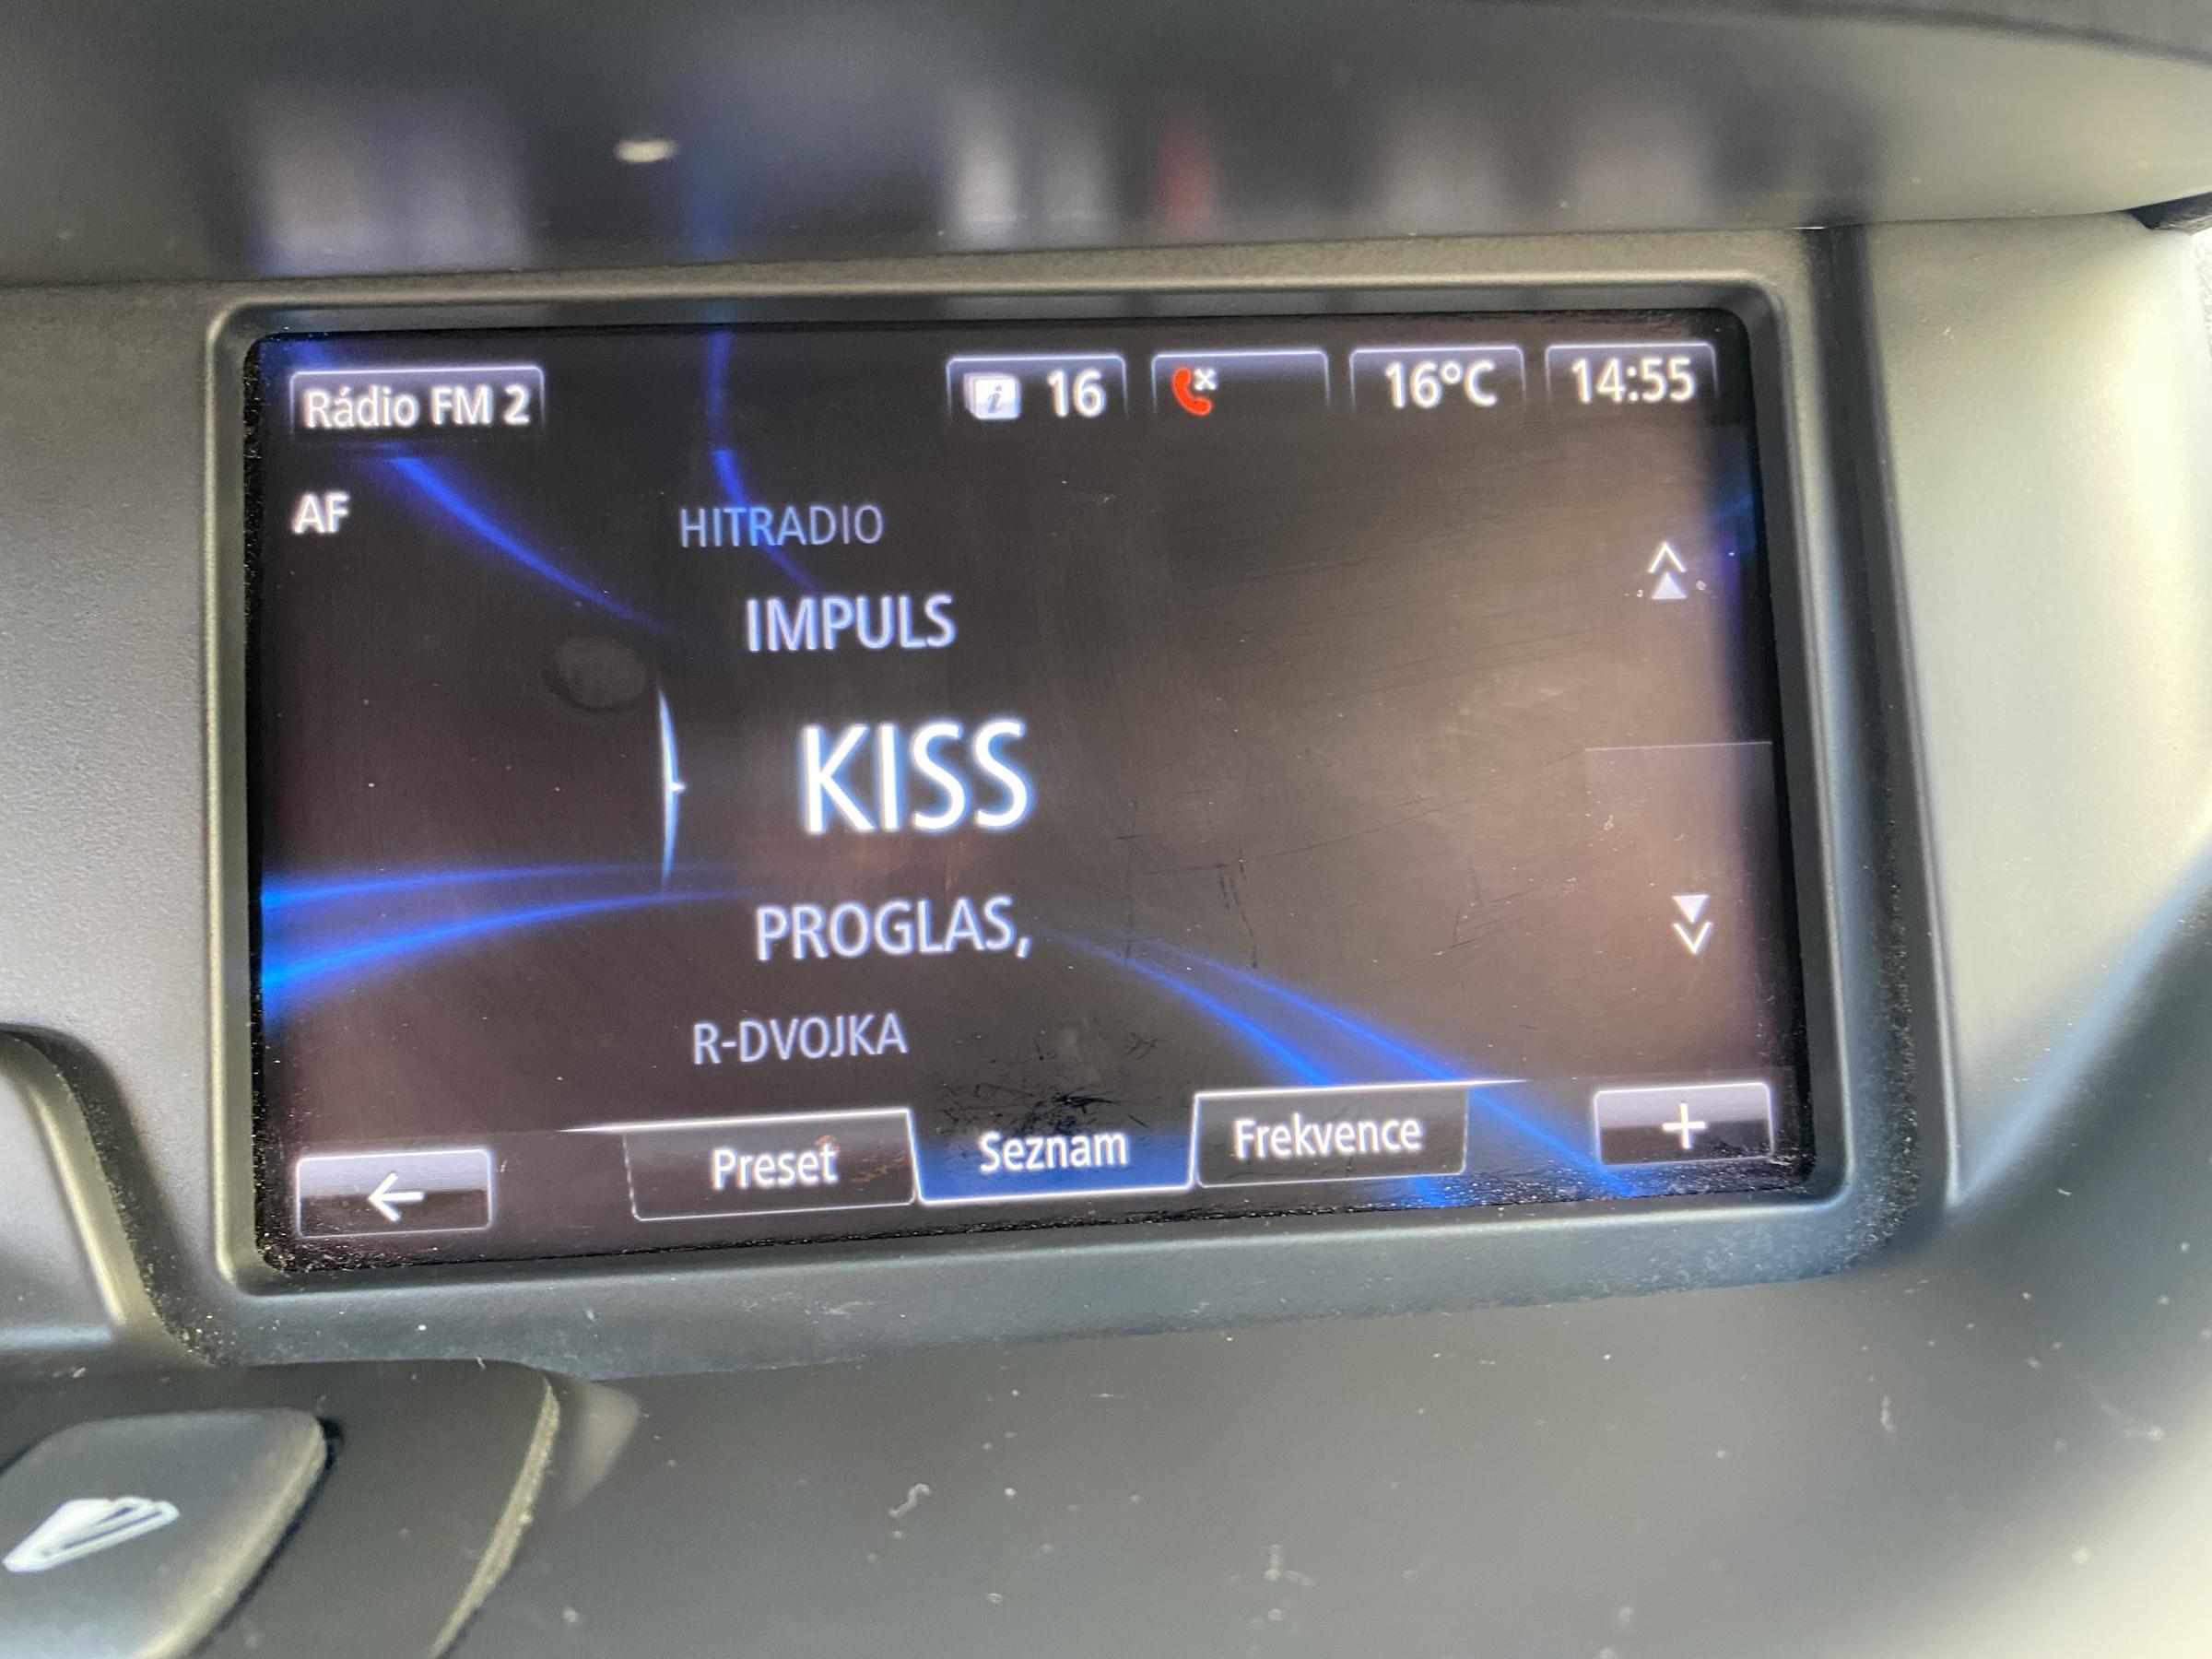 Rádio FM 2
16
16°C
14:55
AF
HITRADIO
IMPULS
KISS
PROGLAS,
R-DVOJKA
Preset
Seznam
Frekvence